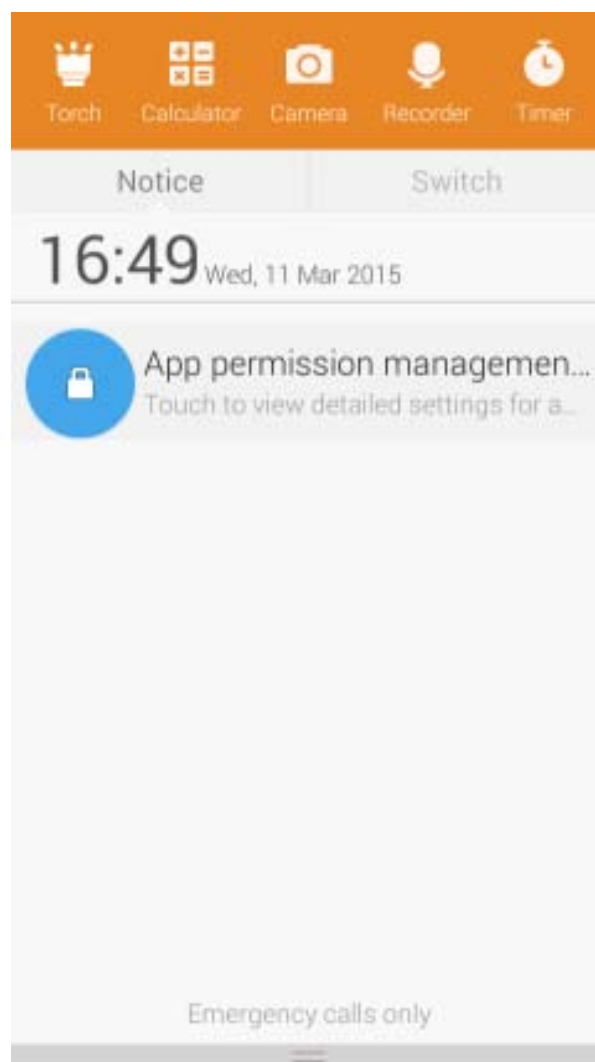 Torch Calculator Camera Recorder Timer
Notice Switch
16:49 Wed, 11 Mar 2015
App permission managemen...
Touch to view detailed settings for a...
Emergency calls only